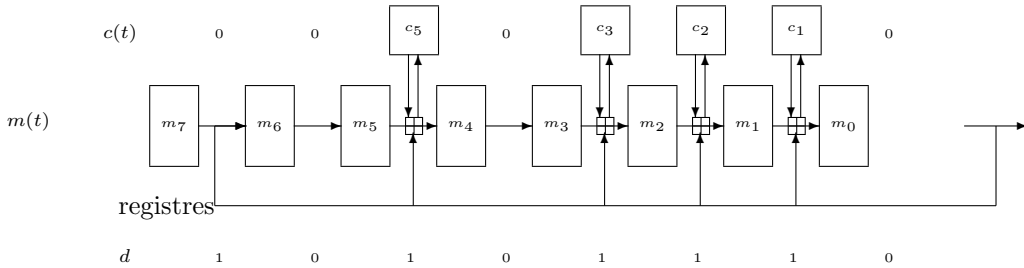 c(t) 0 0 c5 0 c3 c2 c1 0
m(t) m7 m6 m5 m4 m3 m2 m1 m0
registres
d 1 0 1 0 1 1 1 0